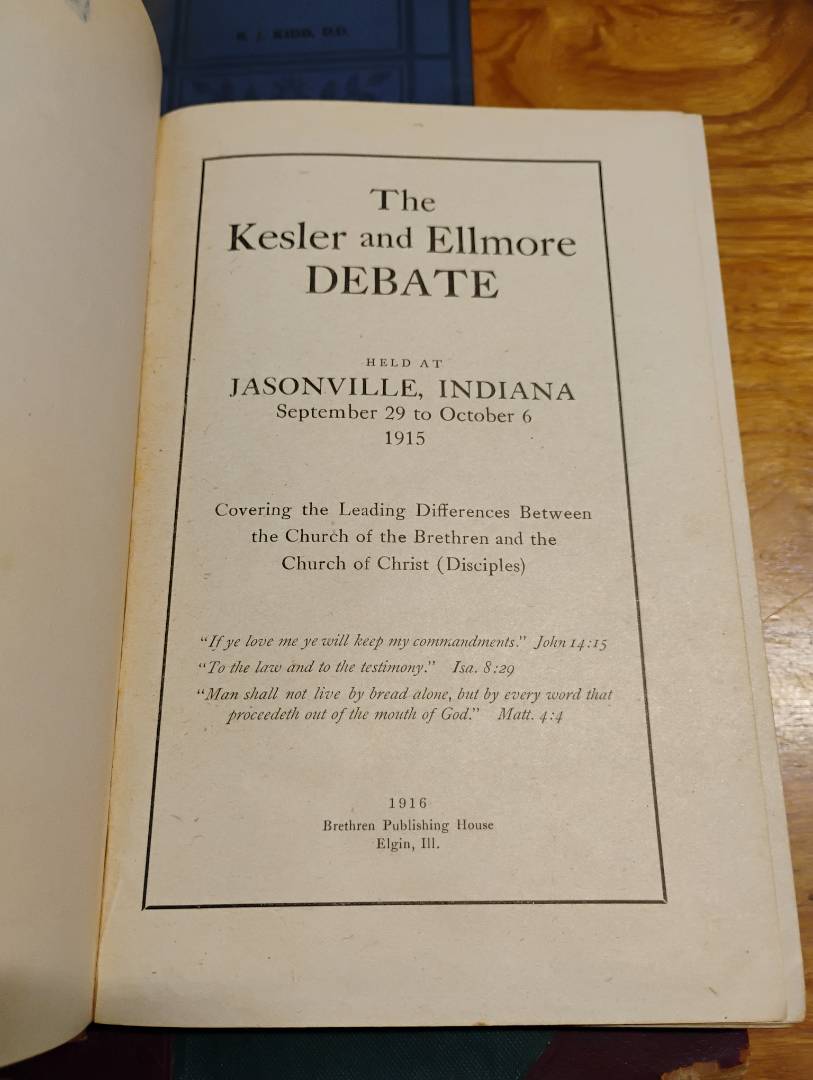 B. J. KIDD, D.D.
The
Kesler and Ellmore
DEBATE
HELD AT
JASONVILLE, INDIANA
September 29 to October 6
1915
Covering the Leading Differences Between
the Church of the Brethren and the
Church of Christ (Disciples)
"If ye love me ye will keep my commandments." John 14:15
"To the law and to the testimony." Isa. 8:29
"Man shall not live by bread alone, but by every word that
proceedeth out of the mouth of God." Matt. 4:4
1916
Brethren Publishing House
Elgin, Ill.